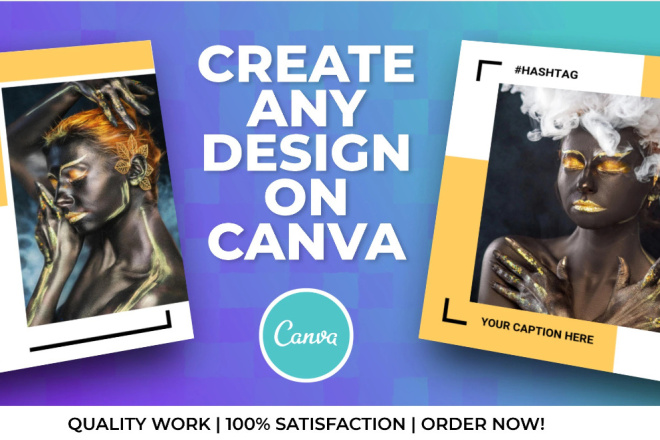 CREATE
ANY
DESIGN
ON
CANVA
#HASHTAG
Canva
YOUR CAPTION HERE
QUALITY WORK | 100% SATISFACTION | ORDER NOW!